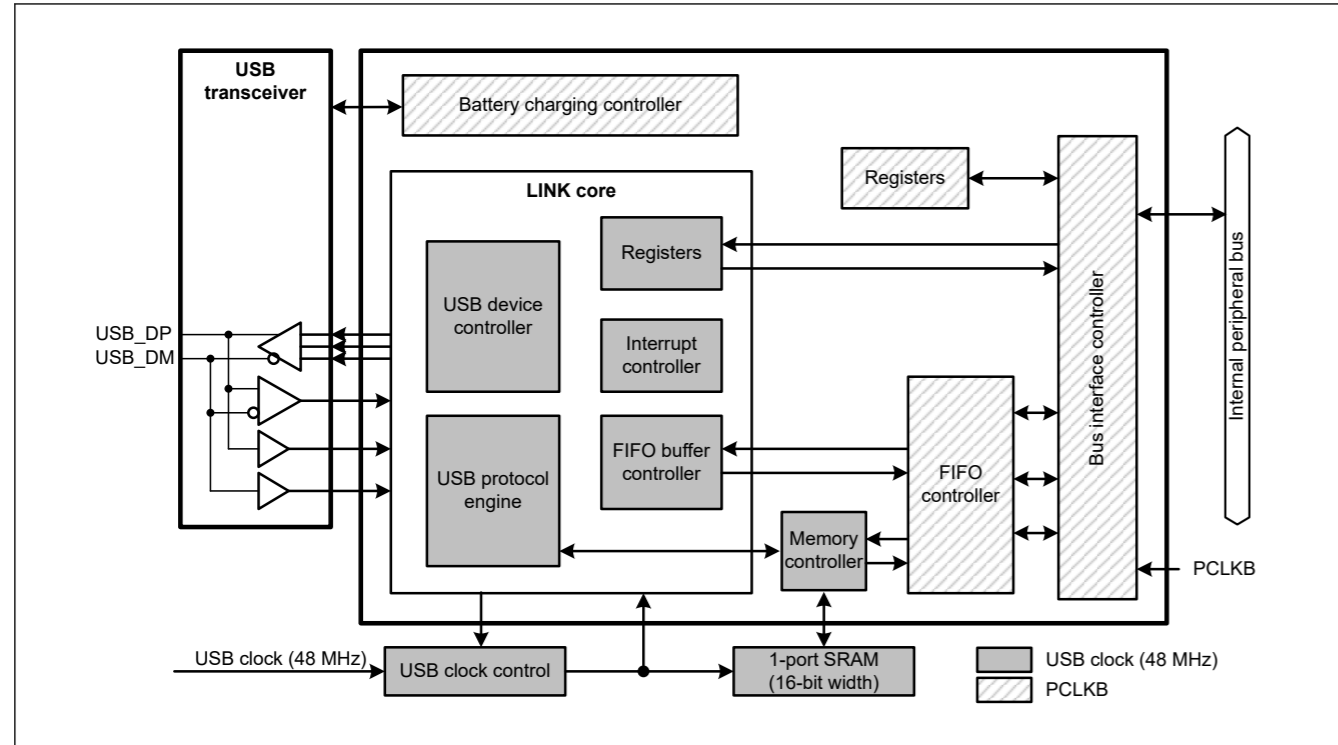 USB
transceiver
Battery charging controller
LINK core
Registers
Registers
USB device
controller
Interrupt
controller
USB_DP
USB_DM
USB protocol
engine
FIFO buffer
controller
FIFO
controller
Memory
controller
Bus interface controller
Internal peripheral bus
PCLKB
USB clock (48 MHz)
USB clock control
1-port SRAM
(16-bit width)
USB clock (48 MHz)
PCLKB